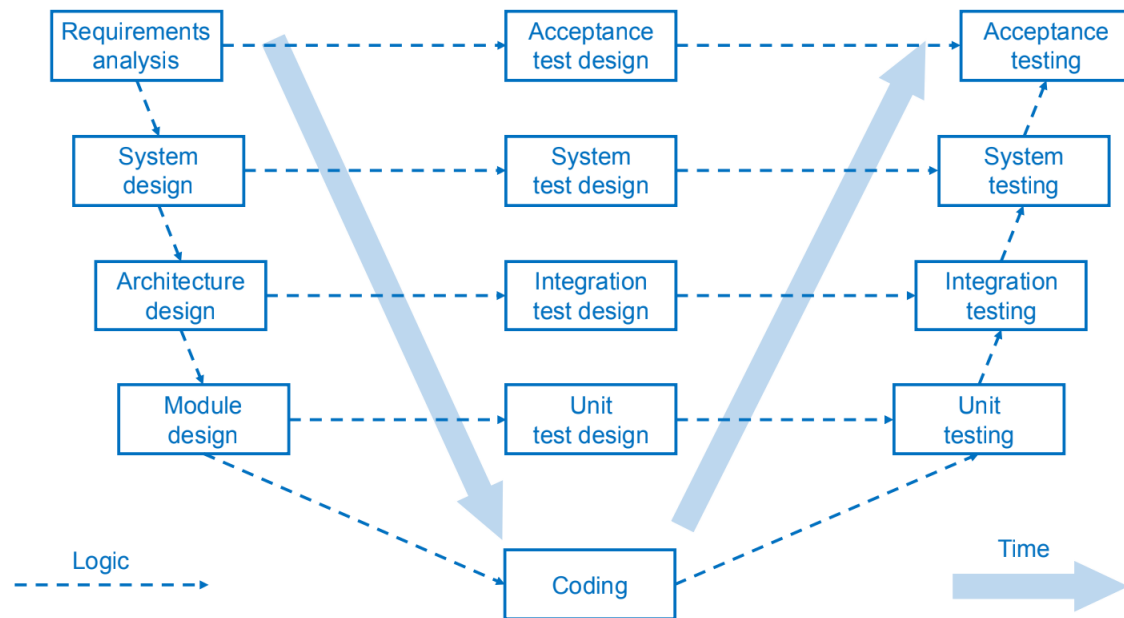 Requirements
analysis
Acceptance
test design
Acceptance
testing
System
design
System
test design
System
testing
Architecture
design
Integration
test design
Integration
testing
Module
design
Unit
test design
Unit
testing
Logic
Coding
Time